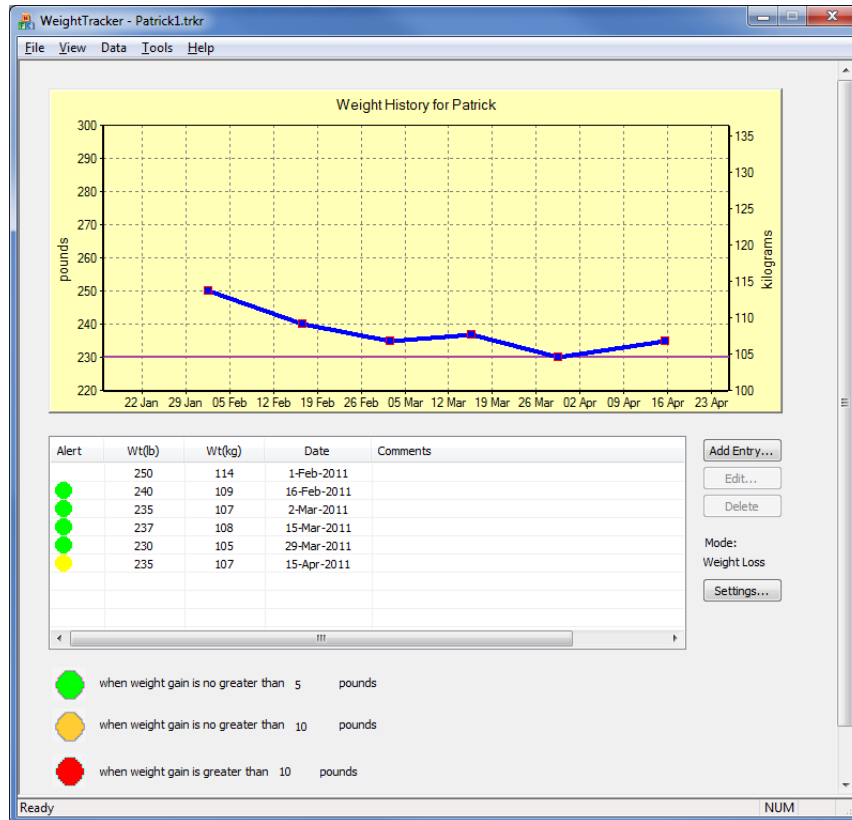 WeightTracker - Patrick1.trkr
File View Data Tools Help
Weight History for Patrick
300
290
280
270
260
250
240
230
220
pounds
135
130
125
120
115
110
105
100
kilograms
22 Jan 29 Jan 05 Feb 12 Feb 19 Feb 26 Feb 05 Mar 12 Mar 19 Mar 26 Mar 02 Apr 09 Apr 16 Apr 23 Apr
Alert Wt(lb) Wt(kg) Date Comments
250 114 1-Feb-2011
240 109 16-Feb-2011
235 107 2-Mar-2011
237 108 15-Mar-2011
230 105 29-Mar-2011
235 107 15-Apr-2011
Add Entry...
Edit...
Delete
Mode:
Weight Loss
Settings...
when weight gain is no greater than 5 pounds
when weight gain is no greater than 10 pounds
when weight gain is greater than 10 pounds
Ready NUM